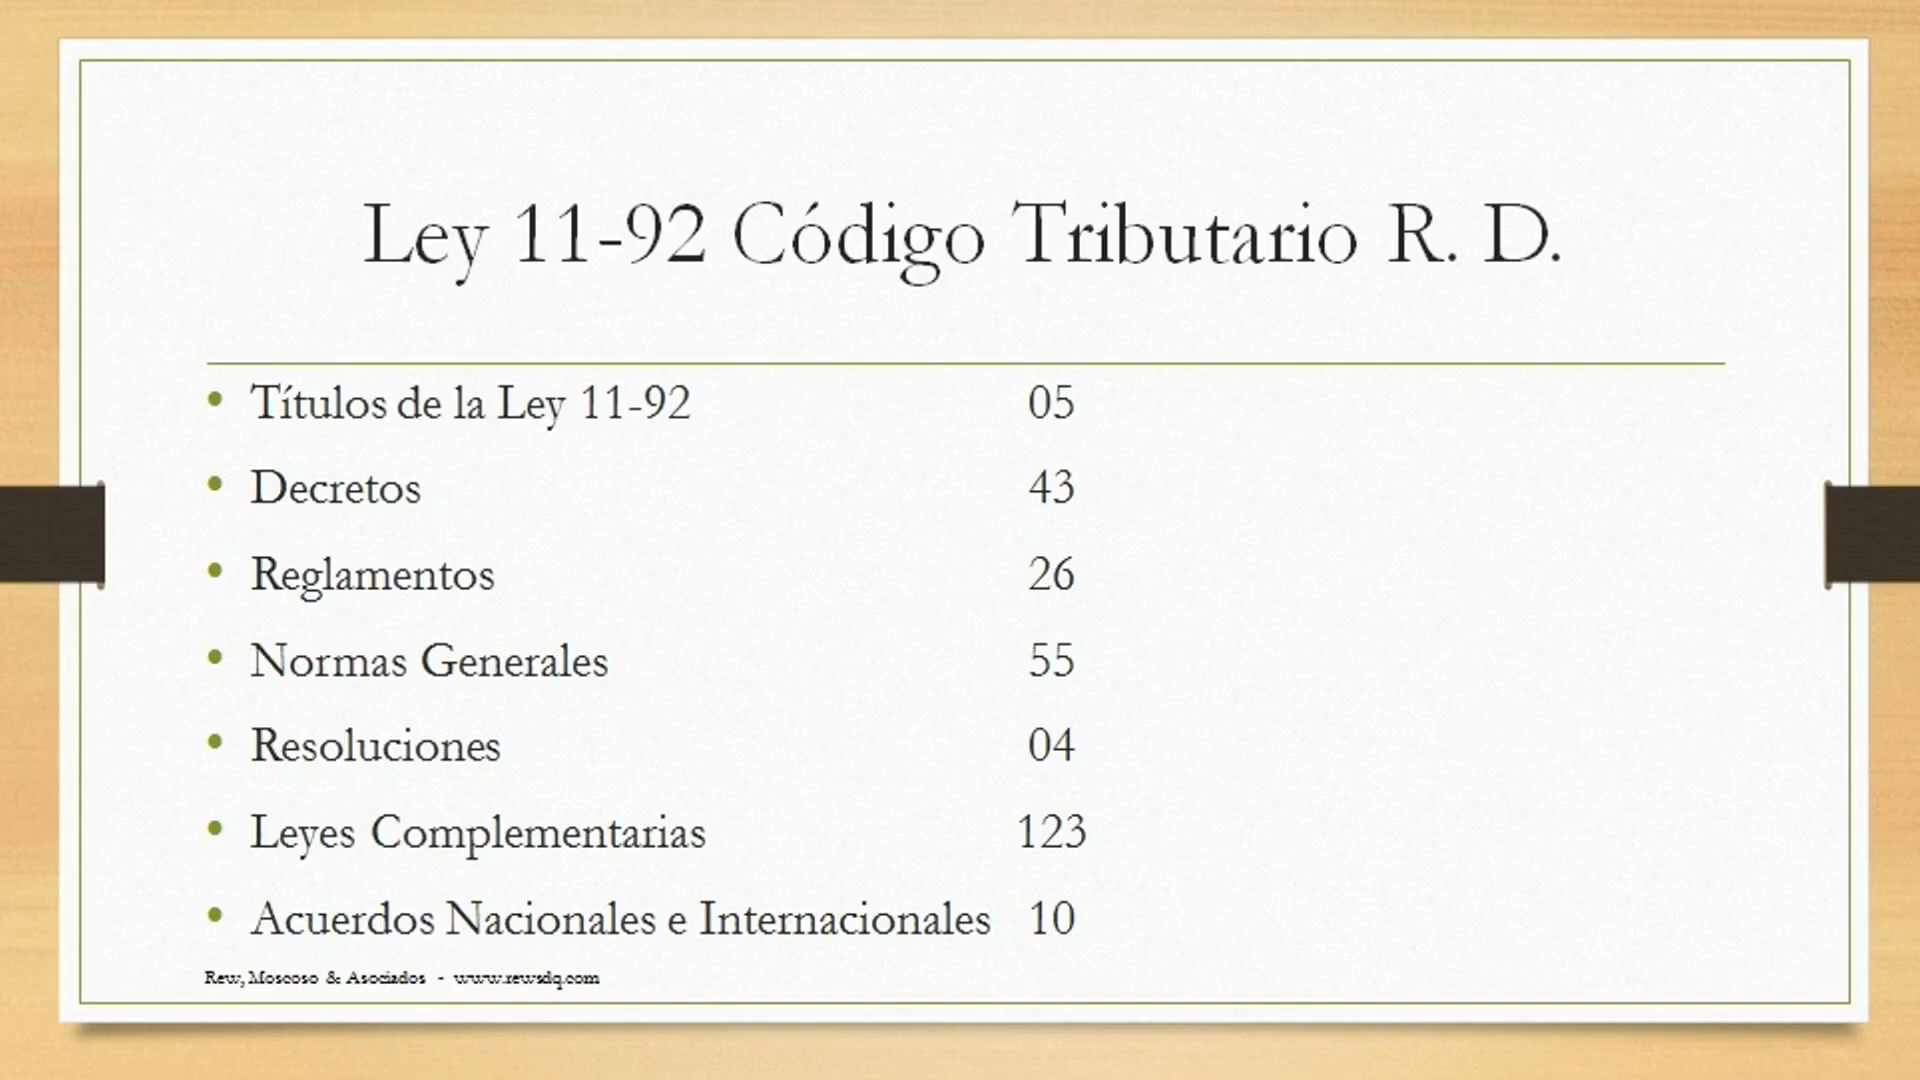 Ley 11-92 Código Tributario R. D.
• Títulos de la Ley 11-92 05
• Decretos 43
• Reglamentos 26
• Normas Generales 55
• Resoluciones 04
• Leyes Complementarias 123
• Acuerdos Nacionales e Internacionales 10
Rew, Moscoso & Asociados - www.rewsdq.com